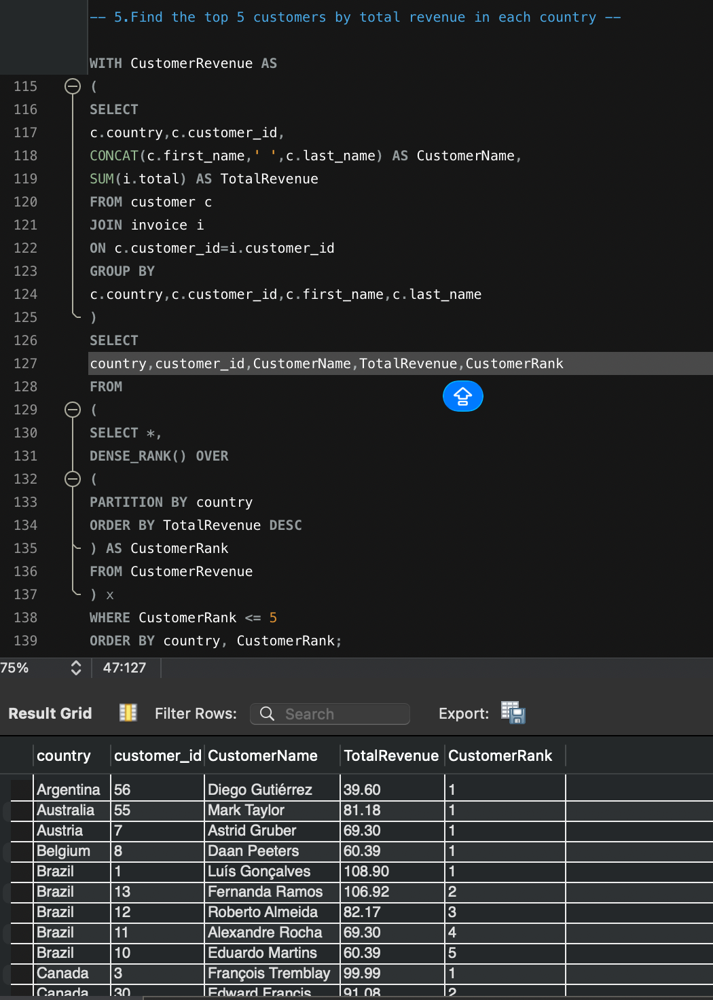 -- 5.Find the top 5 customers by total revenue in each country --
WITH CustomerRevenue AS
115 (
116 SELECT
117 c.country,c.customer_id,
118 CONCAT(c.first_name,' ',c.last_name) AS CustomerName,
119 SUM(i.total) AS TotalRevenue
120 FROM customer c
121 JOIN invoice i
122 ON c.customer_id=i.customer_id
123 GROUP BY
124 c.country,c.customer_id,c.first_name,c.last_name
125 )
126 SELECT
127 country,customer_id,CustomerName,TotalRevenue,CustomerRank
128 FROM
129 (
130 SELECT *,
131 DENSE_RANK() OVER
132 (
133 PARTITION BY country
134 ORDER BY TotalRevenue DESC
135 ) AS CustomerRank
136 FROM CustomerRevenue
137 ) x
138 WHERE CustomerRank <= 5
139 ORDER BY country, CustomerRank;
75% 47:127
Result Grid Filter Rows: Search Export:
country customer_id CustomerName TotalRevenue CustomerRank
Argentina 56 Diego Gutiérrez 39.60 1
Australia 55 Mark Taylor 81.18 1
Austria 7 Astrid Gruber 69.30 1
Belgium 8 Daan Peeters 60.39 1
Brazil 1 Luís Gonçalves 108.90 1
Brazil 13 Fernanda Ramos 106.92 2
Brazil 12 Roberto Almeida 82.17 3
Brazil 11 Alexandre Rocha 69.30 4
Brazil 10 Eduardo Martins 60.39 5
Canada 3 François Tremblay 99.99 1
Canada 30 Edward Francis 91.08 2